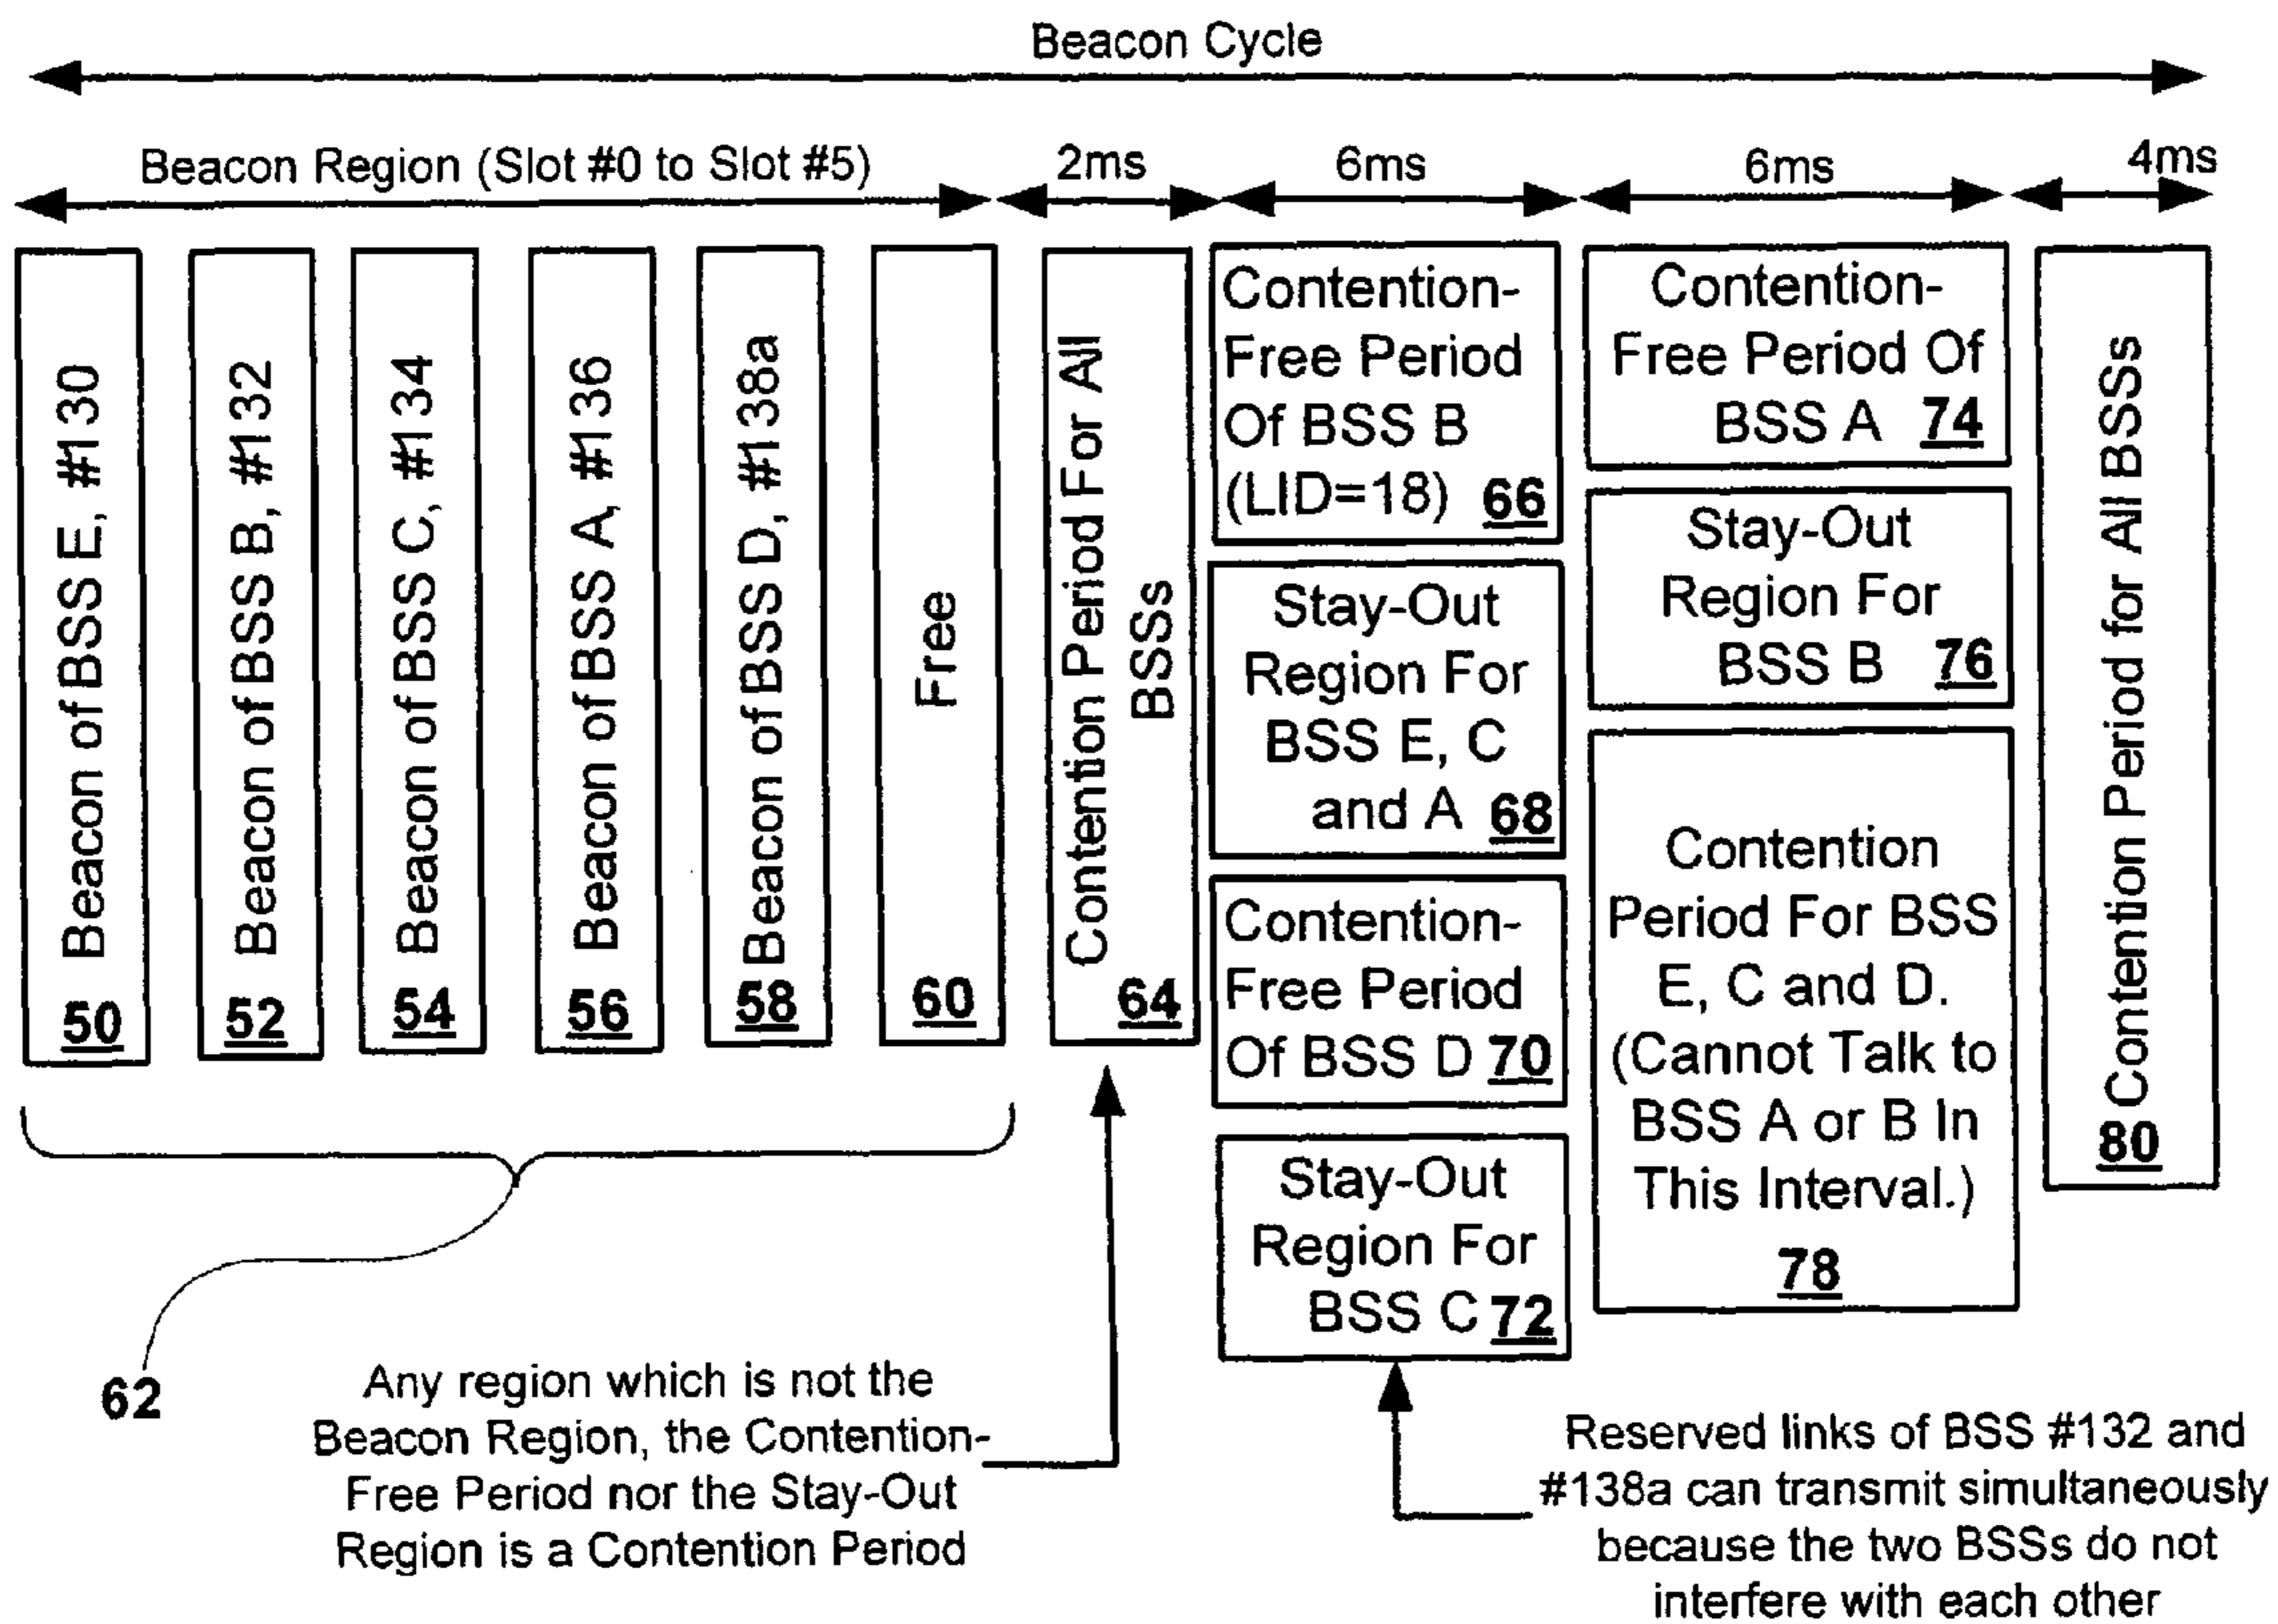 Beacon Cycle
Beacon Region (Slot #0 to Slot #5)
2ms
6ms
6ms
4ms
Beacon of BSS E, #130
50
Beacon of BSS B, #132
52
Beacon of BSS C, #134
54
Beacon of BSS A, #136
56
Beacon of BSS D, #138a
58
Free
60
Contention Period For All
BSSs
64
Contention-
Free Period
Of BSS B
(LID=18) 66
Stay-Out
Region For
BSS E, C
and A 68
Contention-
Free Period
Of BSS D 70
Stay-Out
Region For
BSS C 72
Contention-
Free Period Of
BSS A 74
Stay-Out
Region For
BSS B 76
Contention
Period For BSS
E, C and D.
(Cannot Talk to
BSS A or B In
This Interval.)
78
Contention Period for All BSSs
80
62
Any region which is not the
Beacon Region, the Contention-
Free Period nor the Stay-Out
Region is a Contention Period
Reserved links of BSS #132 and
#138a can transmit simultaneously
because the two BSSs do not
interfere with each other